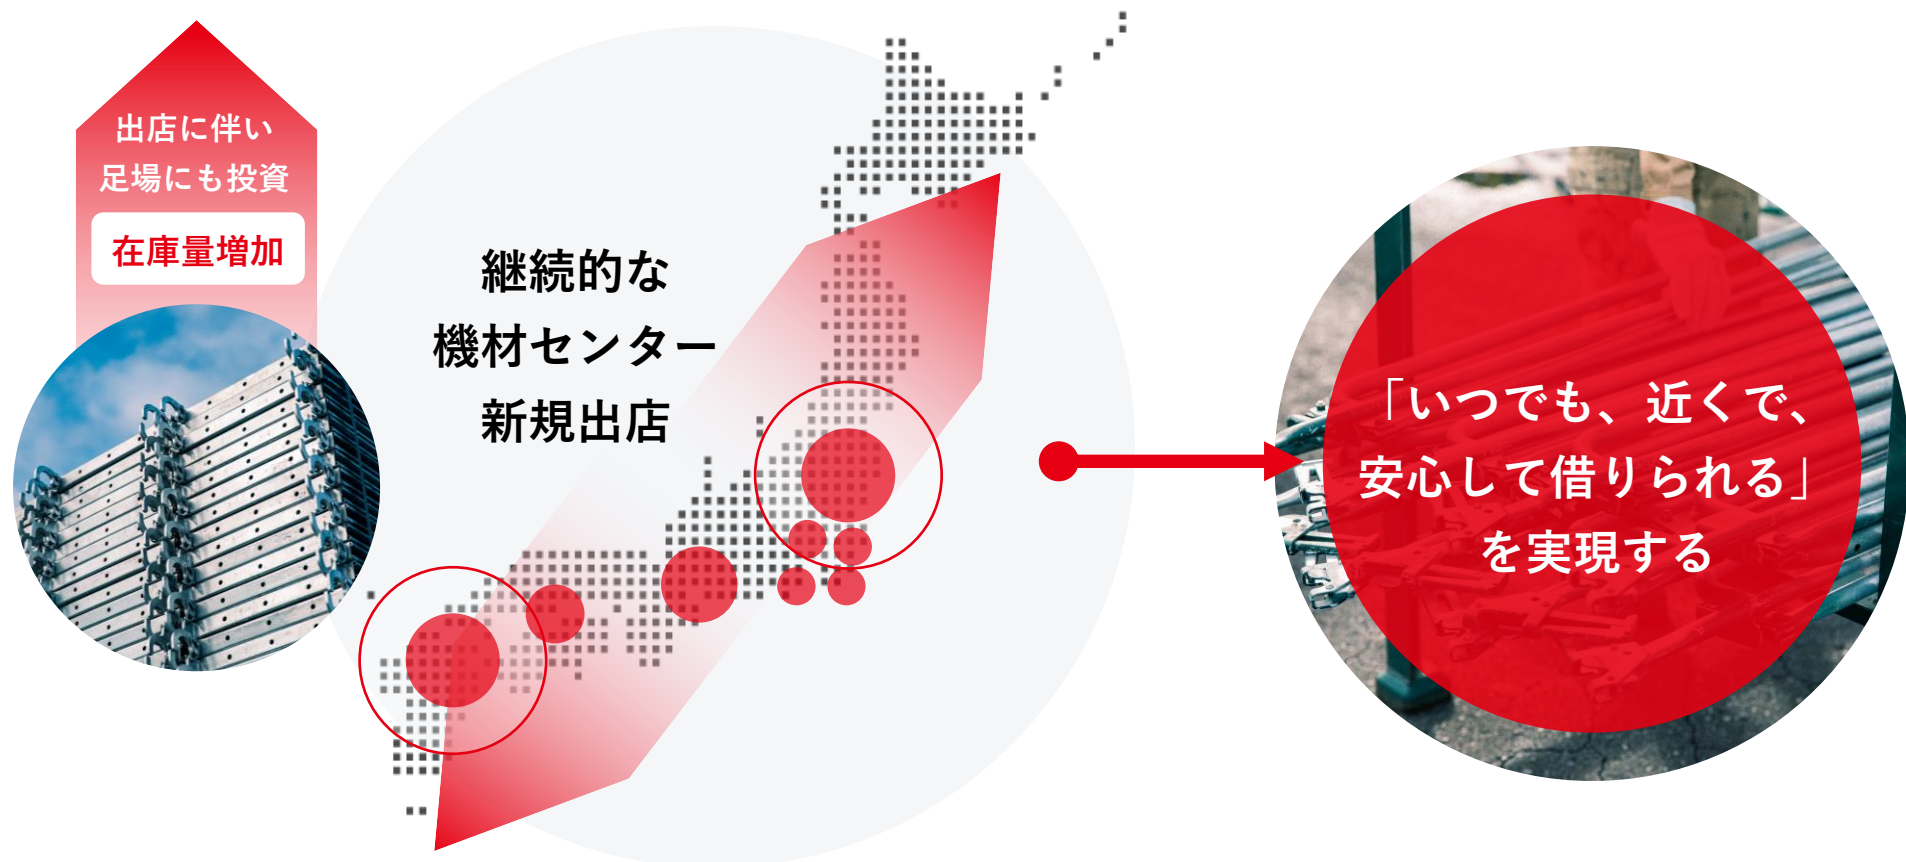 出店に伴い
足場にも投資
在庫量増加
継続的な
機材センター
新規出店
「いつでも、近くで、
安心して借りられる」
を実現する